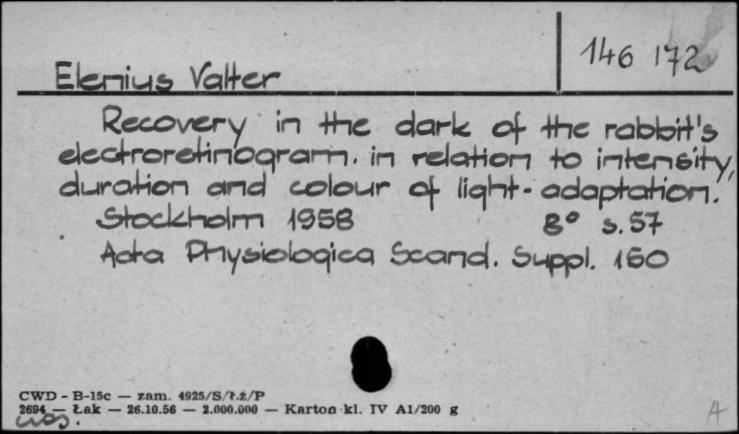 146 172
Elenius Valter
Recovery in the dark of the rabbit's
electroretinogram. in relation to intensity,
duration and colour of light-adaptation.
Stockholm 1958 8° s. 57
Acta Physiologica Scand. Suppl. 150
CWD - B-15c — zam. 4925/S/Ł.ż/P
2694 — Łak — 26.10.56 — 2.000.000 — Karton kl. IV A1/200 g
A